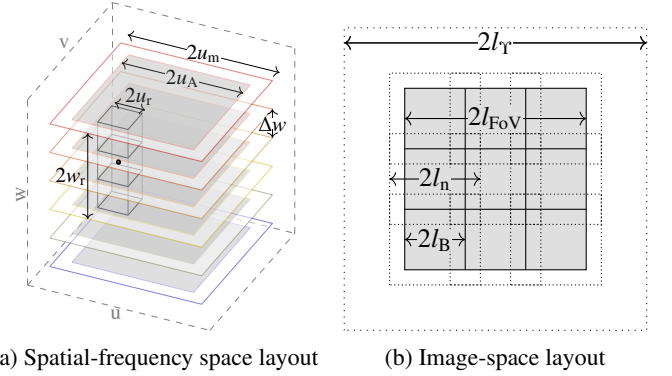 v
2u_m
2u_A
2u_r
Δw
2w_r
w
u
2l_ϒ
2l_FoV
2l_n
2l_B
a) Spatial-frequency space layout
(b) Image-space layout